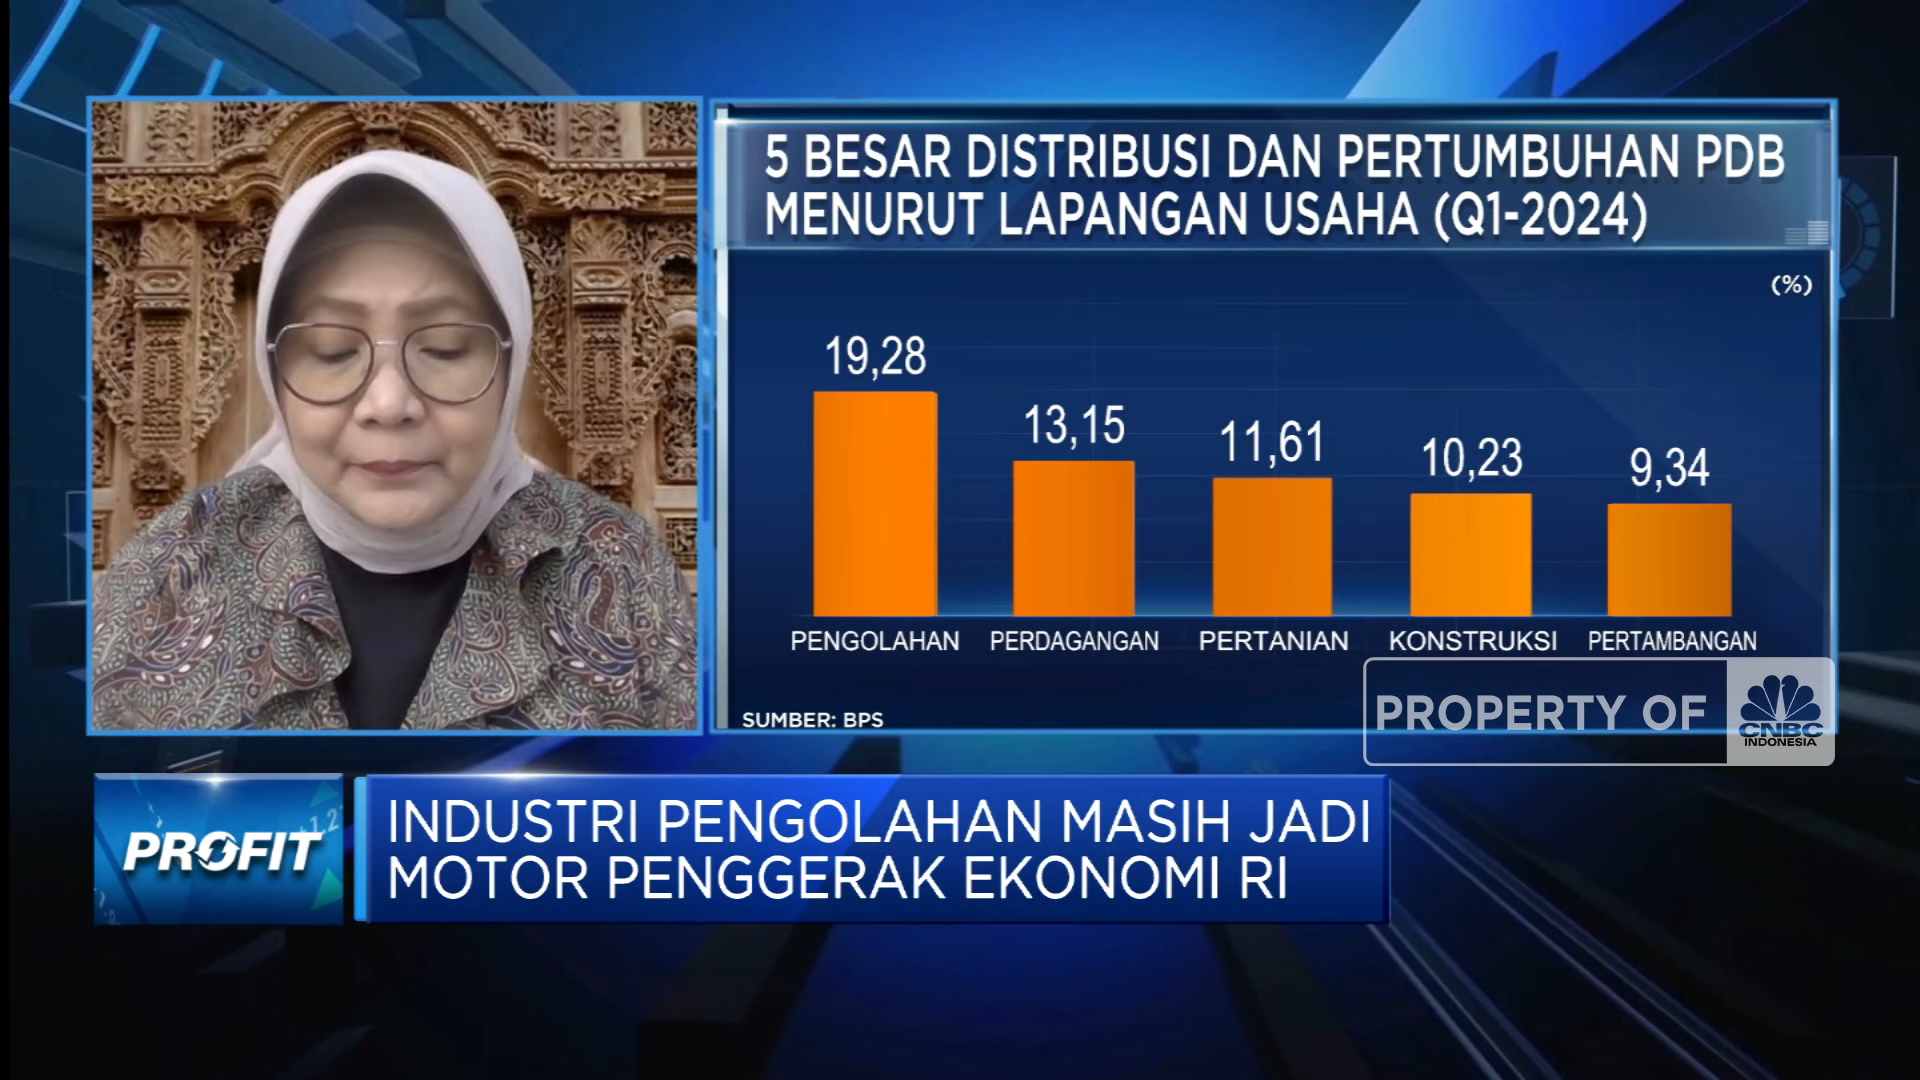 5 BESAR DISTRIBUSI DAN PERTUMBUHAN PDB
MENURUT LAPANGAN USAHA (Q1-2024)
(%)
19,28
13,15
11,61
10,23
9,34
PENGOLAHAN
PERDAGANGAN
PERTANIAN
KONSTRUKSI
PERTAMBANGAN
SUMBER: BPS
PROPERTY OF
CNBC
INDONESIA
PROFIT
INDUSTRI PENGOLAHAN MASIH JADI
MOTOR PENGGERAK EKONOMI RI